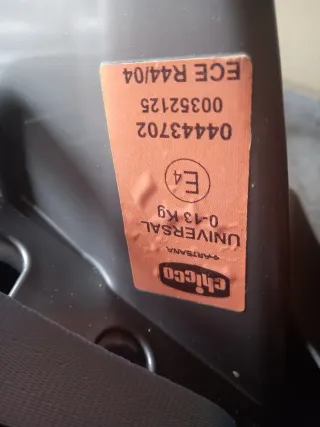 chicco
ARTSANA
UNIVERSAL
0-13 Kg
E4
04443702
00352125
ECE R44/04